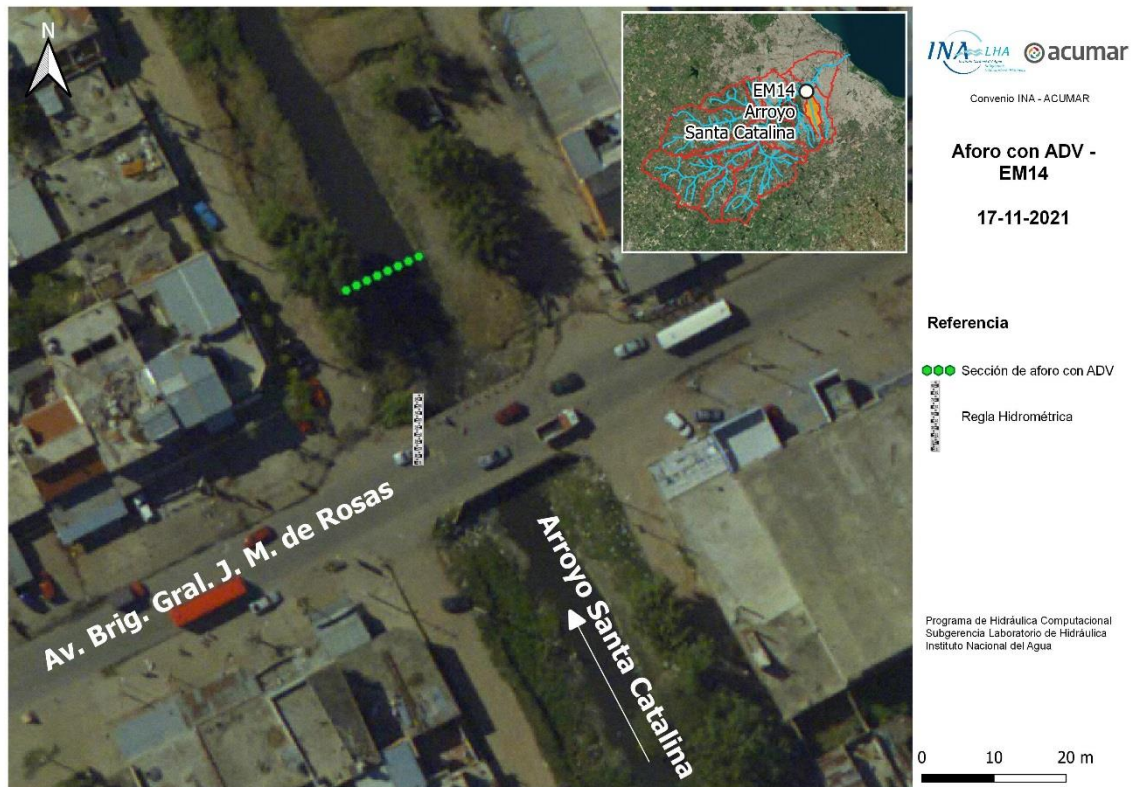 N
EM14
Arroyo
Santa Catalina
Av. Brig. Gral. J. M. de Rosas
Arroyo Santa Catalina
INA LHA
acumar
Convenio INA - ACUMAR
Aforo con ADV -
EM14
17-11-2021
Referencia
Sección de aforo con ADV
Regla Hidrométrica
Programa de Hidráulica Computacional
Subgerencia Laboratorio de Hidráulica
Instituto Nacional del Agua
0 10 20 m